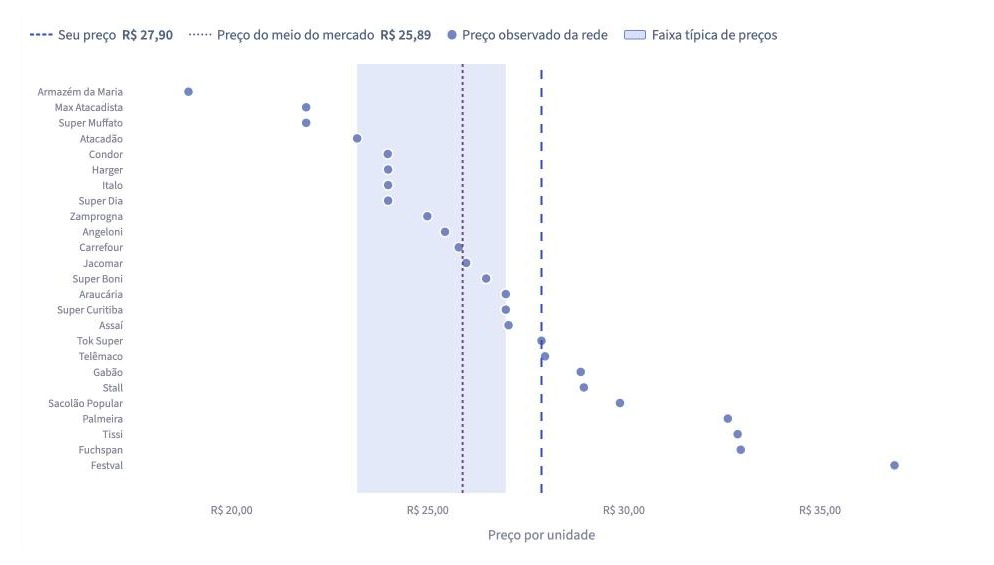 Seu preço R$ 27,90 Preço do meio do mercado R$ 25,89 Preço observado da rede Faixa típica de preços
Armazém da Maria
Max Atacadista
Super Muffato
Atacadão
Condor
Harger
Italo
Super Dia
Zamprogna
Angeloni
Carrefour
Jacomar
Super Boni
Araucária
Super Curitiba
Assaí
Tok Super
Telêmaco
Gabão
Stall
Sacolão Popular
Palmeira
Tissi
Fuchspan
Festval
R$ 20,00 R$ 25,00 R$ 30,00 R$ 35,00
Preço por unidade